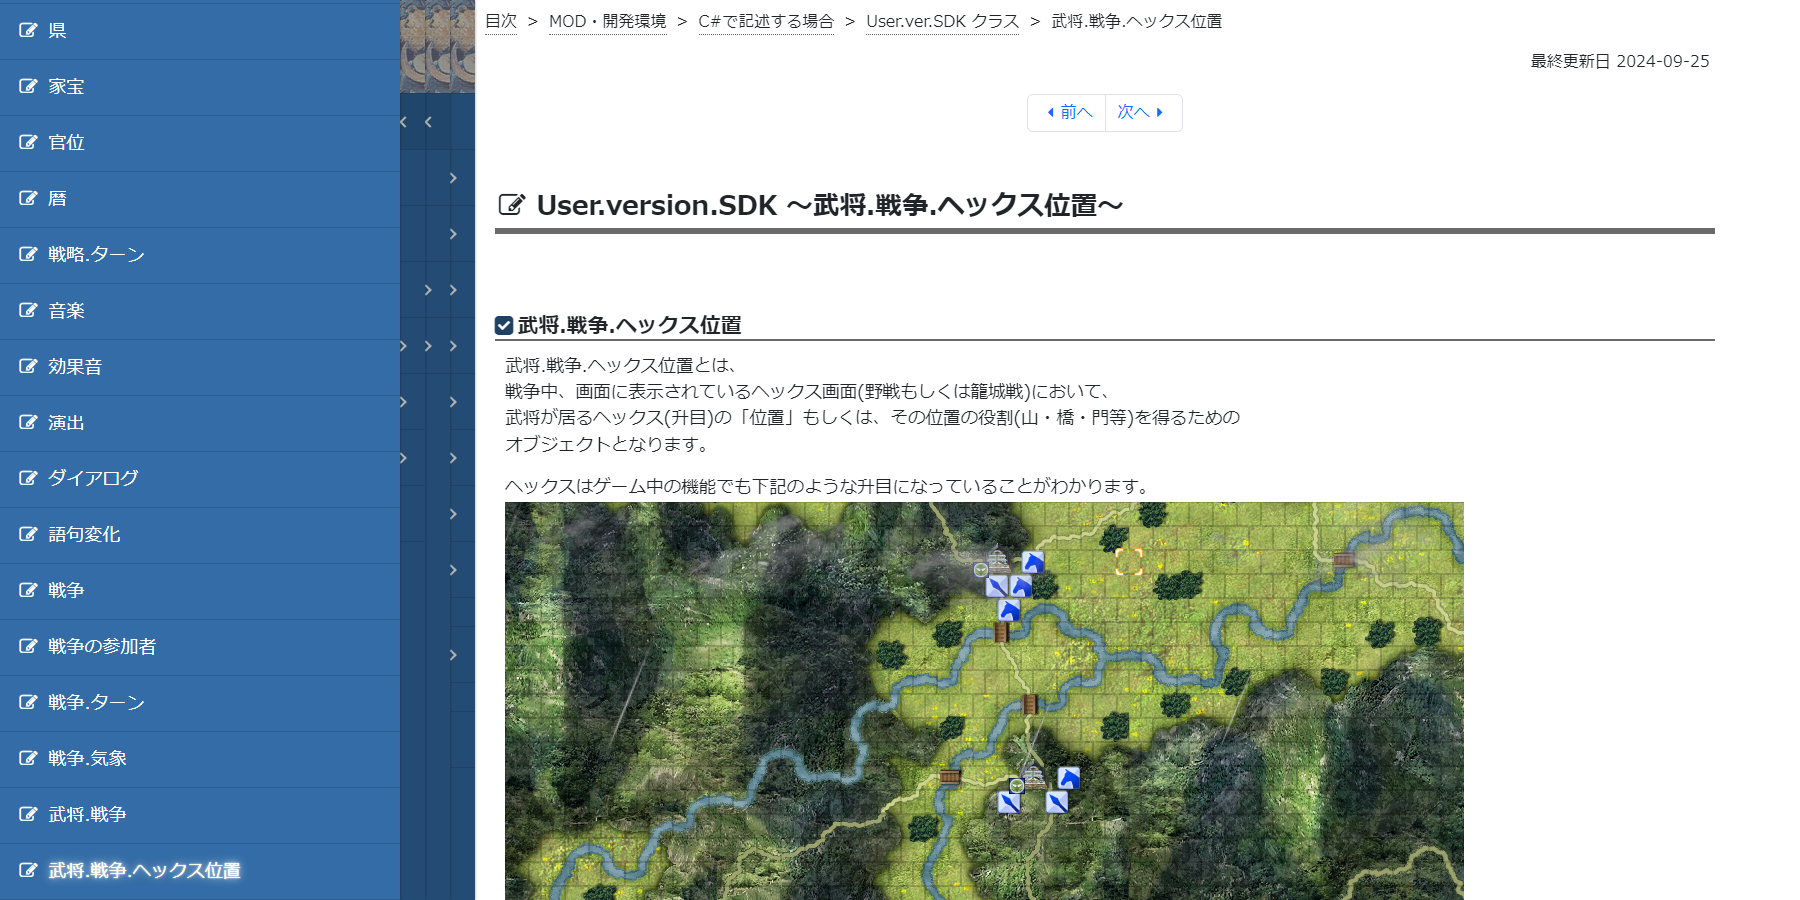 県
家宝
官位
暦
戦略.ターン
音楽
効果音
演出
ダイアログ
語句変化
戦争
戦争の参加者
戦争.ターン
戦争.気象
武将.戦争
武将.戦争.ヘックス位置
目次 > MOD・開発環境 > C#で記述する場合 > User.ver.SDK クラス > 武将.戦争.ヘックス位置
最終更新日 2024-09-25
前へ 次へ
User.version.SDK ～武将.戦争.ヘックス位置～
武将.戦争.ヘックス位置
武将.戦争.ヘックス位置とは、
戦争中、画面に表示されているヘックス画面(野戦もしくは籠城戦)において、
武将が居るヘックス(升目)の「位置」もしくは、その位置の役割(山・橋・門等)を得るための
オブジェクトとなります。
ヘックスはゲーム中の機能でも下記のような升目になっていることがわかります。